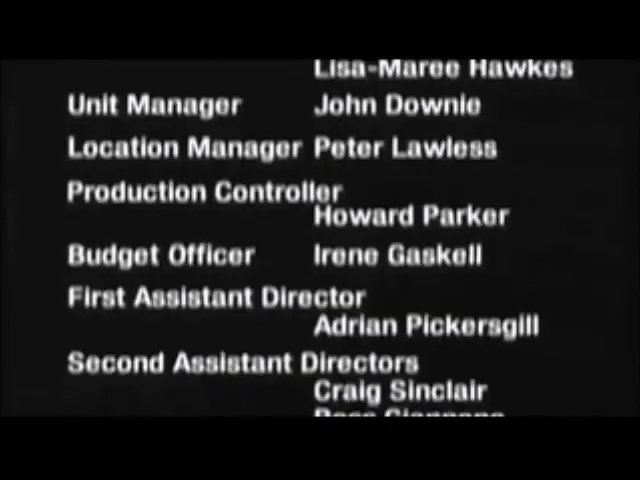 Lisa-Maree Hawkes
Unit Manager John Downie
Location Manager Peter Lawless
Production Controller
Howard Parker
Budget Officer Irene Gaskell
First Assistant Director
Adrian Pickersgill
Second Assistant Directors
Craig Sinclair